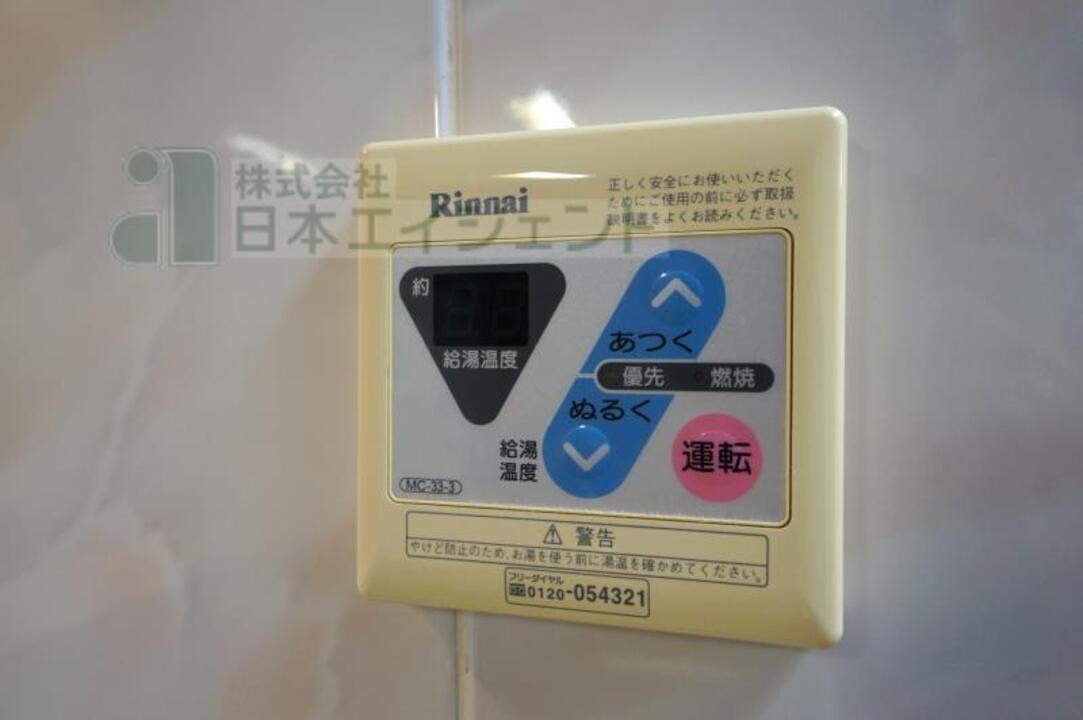 株式会社
日本エイジェント
Rinnai
正しく安全にお使いいただく
ためにご使用の前に必ず取扱
説明書をよくお読みください。
約
給湯温度
あつく
優先 燃焼
ぬるく
給湯
温度
運転
MC-33-3
警告
やけど防止のため、お湯を使う前に湯温を確かめてください。
フリーダイヤル
0120-054321